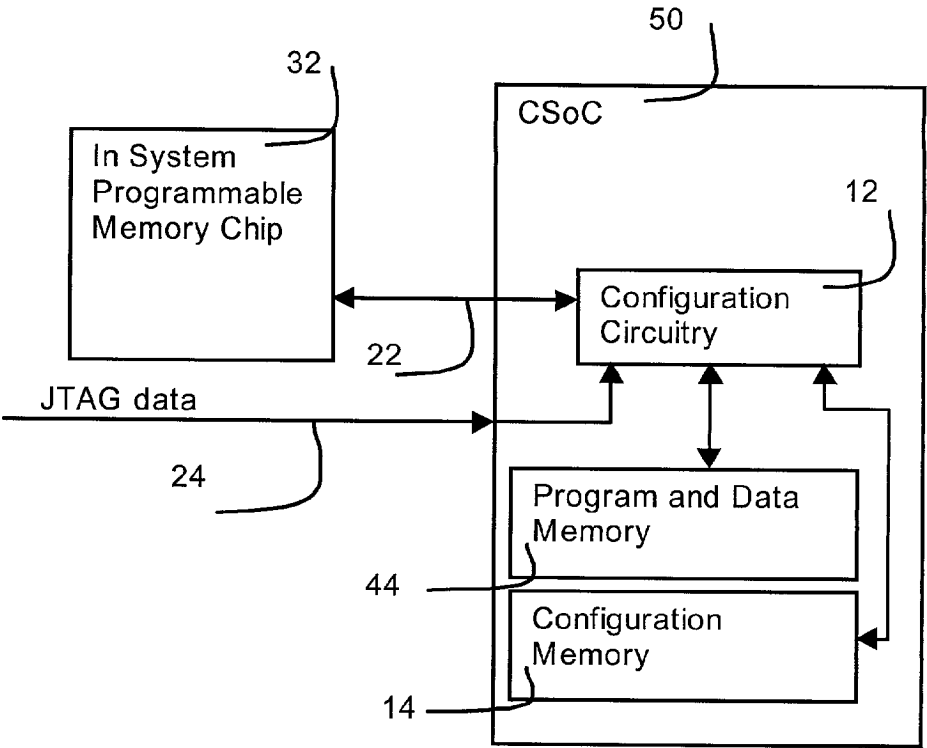 50
32
CSoC
In System
Programmable
Memory Chip
12
Configuration
Circuitry
22
JTAG data
24
Program and Data
Memory
44
Configuration
Memory
14